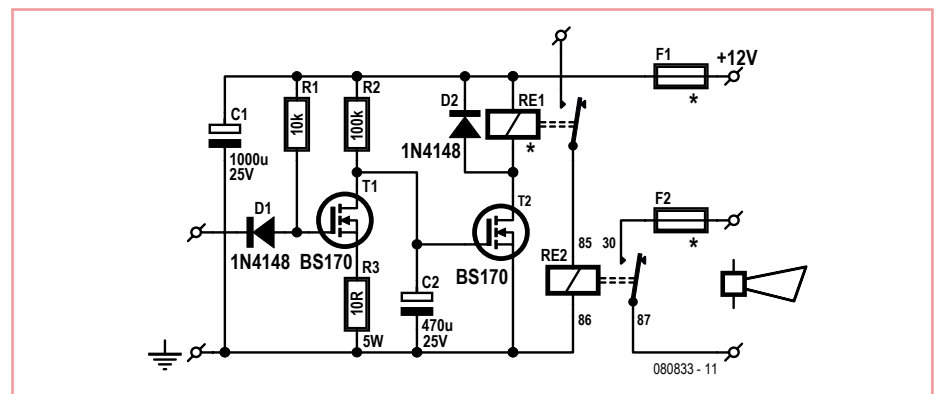 F1
+12V
*
R1
10k
R2
100k
C1
1000u
25V
D2
1N4148
RE1
*
D1
1N4148
T1
BS170
T2
BS170
R3
10R
5W
C2
470u
25V
F2
*
85
30
RE2
86
87
080833 - 11